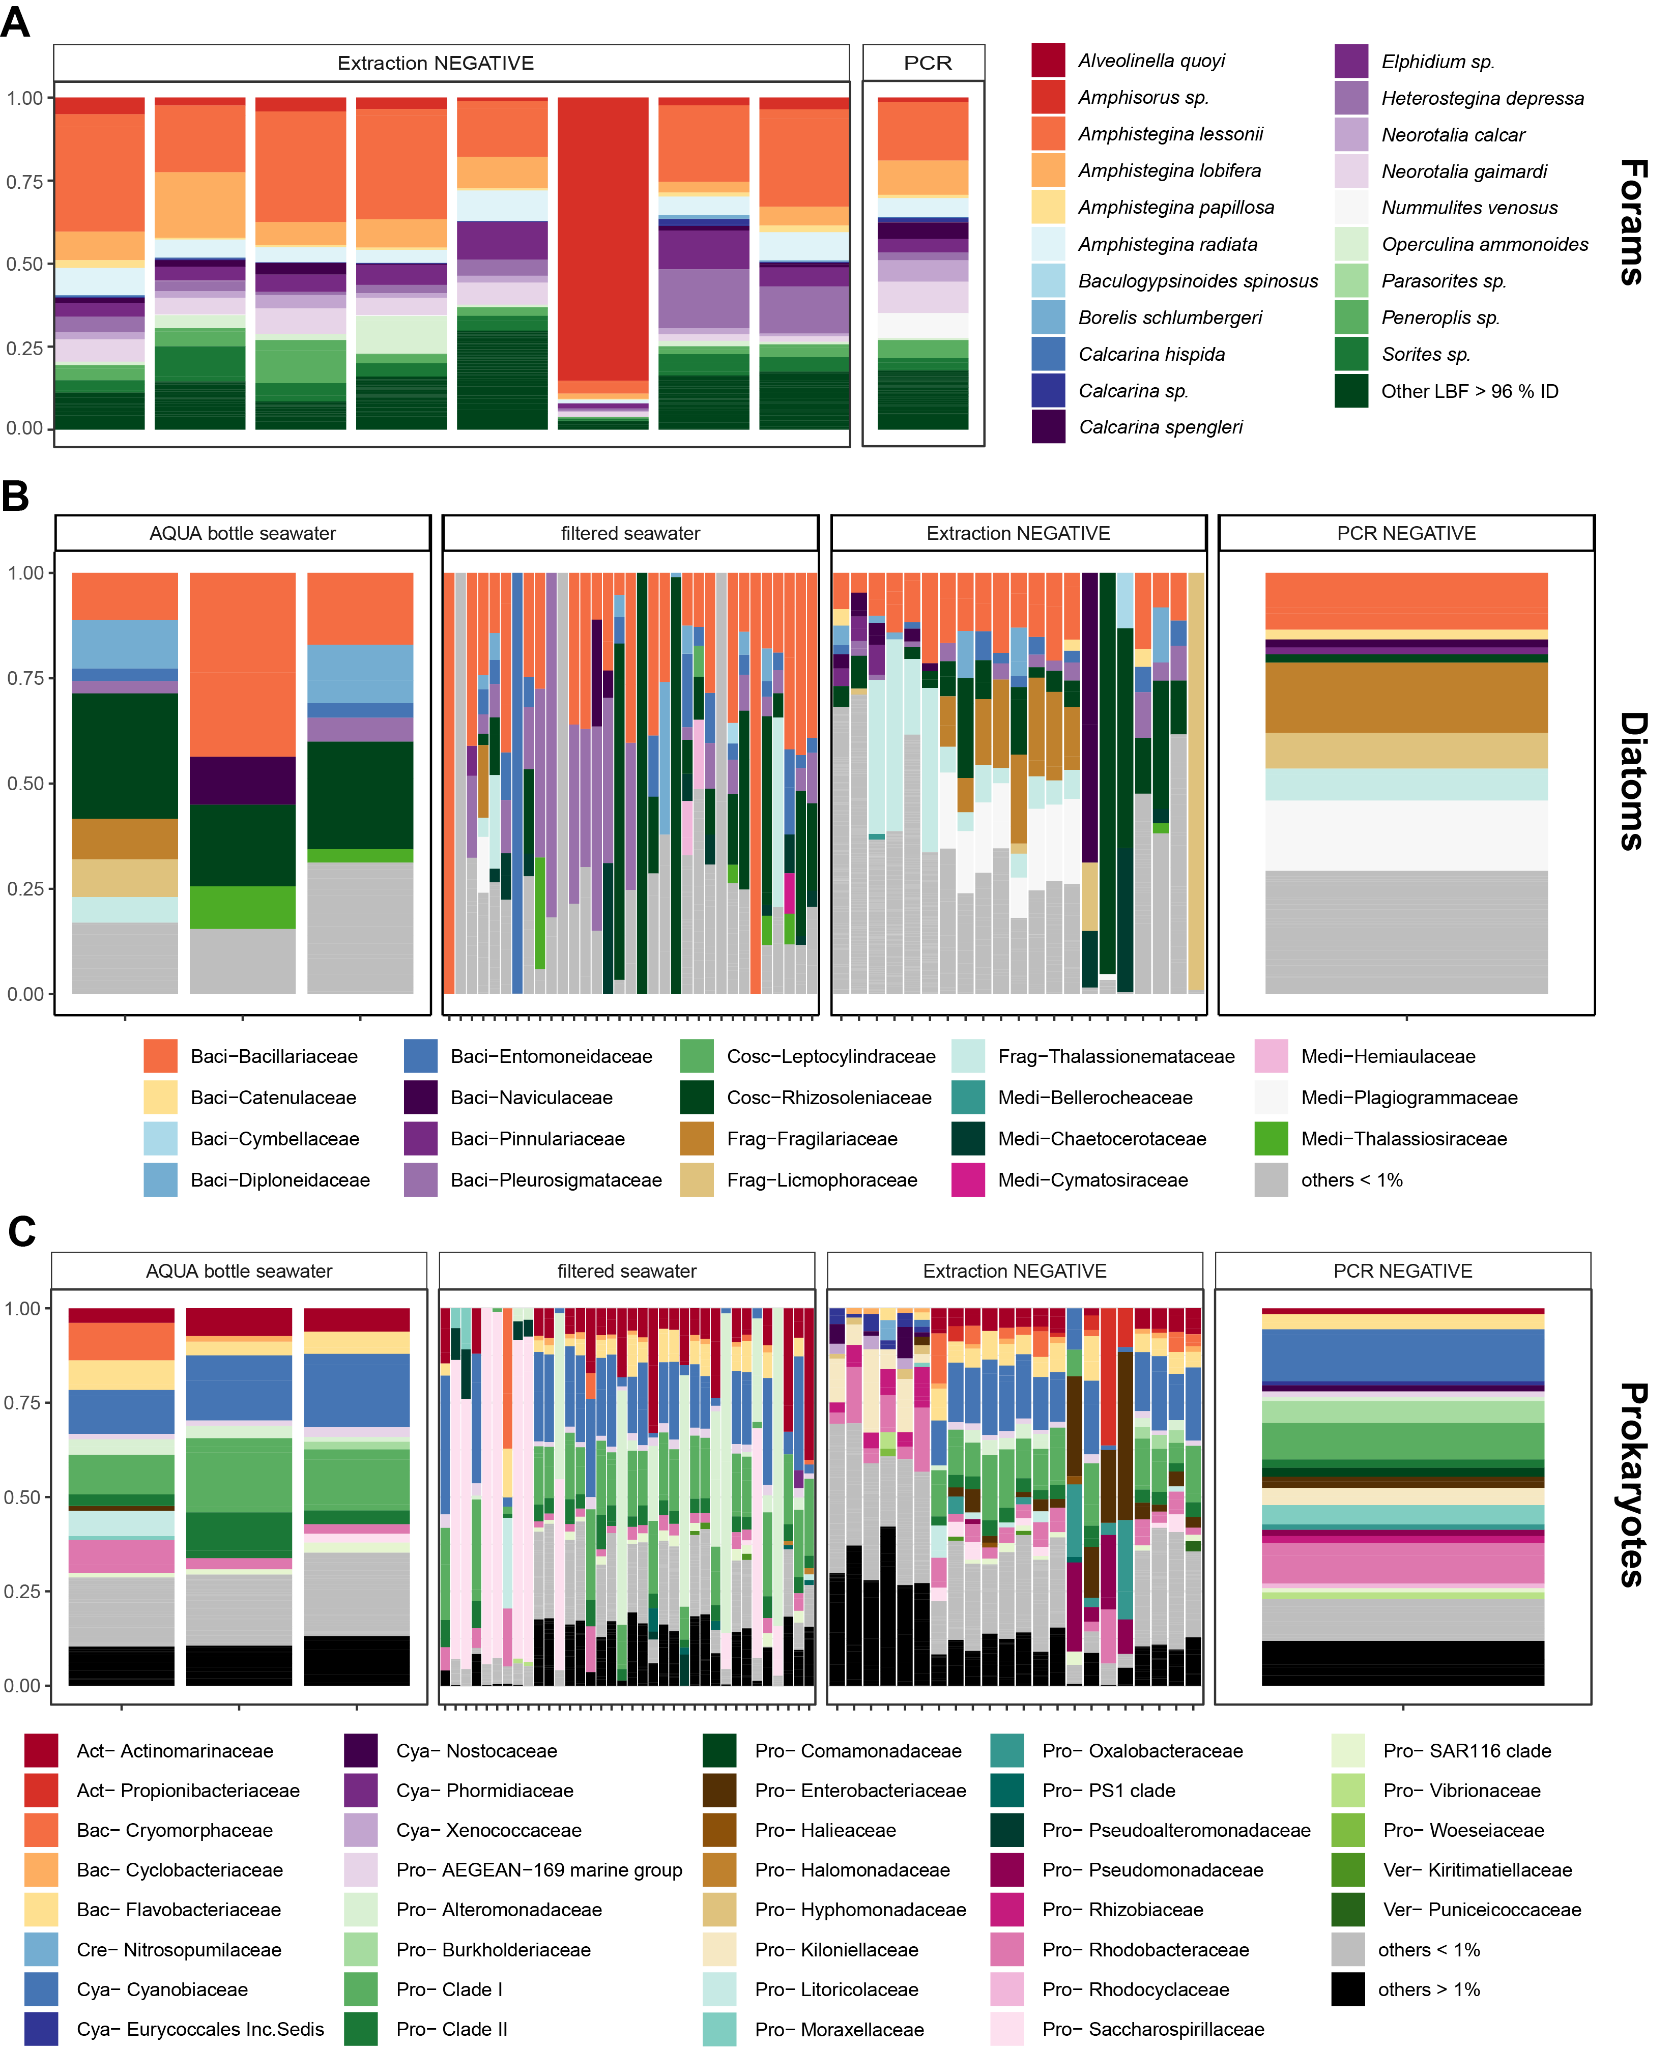 A
Extraction NEGATIVE
PCR
1.00
0.75
0.50
0.25
0.00
Alveolinella quoyi
Amphisorus sp.
Amphistegina lessonii
Amphistegina lobifera
Amphistegina papillosa
Amphistegina radiata
Baculogypsinoides spinosus
Borelis schlumbergeri
Calcarina hispida
Calcarina sp.
Calcarina spengleri
Elphidium sp.
Heterostegina depressa
Neorotalia calcar
Neorotalia gaimardi
Nummulites venosus
Operculina ammonoides
Parasorites sp.
Peneroplis sp.
Sorites sp.
Other LBF > 96 % ID
Forams
B
AQUA bottle seawater
filtered seawater
Extraction NEGATIVE
PCR NEGATIVE
1.00
0.75
0.50
0.25
0.00
Diatoms
Baci−Bacillariaceae
Baci−Catenulaceae
Baci−Cymbellaceae
Baci−Diploneidaceae
Baci−Entomoneidaceae
Baci−Naviculaceae
Baci−Pinnulariaceae
Baci−Pleurosigmataceae
Cosc−Leptocylindraceae
Cosc−Rhizosoleniaceae
Frag−Fragilariaceae
Frag−Licmophoraceae
Frag−Thalassionemataceae
Medi−Bellerocheaceae
Medi−Chaetocerotaceae
Medi−Cymatosiraceae
Medi−Hemiaulaceae
Medi−Plagiogrammaceae
Medi−Thalassiosiraceae
others < 1%
C
AQUA bottle seawater
filtered seawater
Extraction NEGATIVE
PCR NEGATIVE
1.00
0.75
0.50
0.25
0.00
Prokaryotes
Act− Actinomarinaceae
Act− Propionibacteriaceae
Bac− Cryomorphaceae
Bac− Cyclobacteriaceae
Bac− Flavobacteriaceae
Cre− Nitrosopumilaceae
Cya− Cyanobiaceae
Cya− Eurycoccales Inc.Sedis
Cya− Nostocaceae
Cya− Phormidiaceae
Cya− Xenococcaceae
Pro− AEGEAN−169 marine group
Pro− Alteromonadaceae
Pro− Burkholderiaceae
Pro− Clade I
Pro− Clade II
Pro− Comamonadaceae
Pro− Enterobacteriaceae
Pro− Halieaceae
Pro− Halomonadaceae
Pro− Hyphomonadaceae
Pro− Kiloniellaceae
Pro− Litoricolaceae
Pro− Moraxellaceae
Pro− Oxalobacteraceae
Pro− PS1 clade
Pro− Pseudoalteromonadaceae
Pro− Pseudomonadaceae
Pro− Rhizobiaceae
Pro− Rhodobacteraceae
Pro− Rhodocyclaceae
Pro− Saccharospirillaceae
Pro− SAR116 clade
Pro− Vibrionaceae
Pro− Woeseiaceae
Ver− Kiritimatiellaceae
Ver− Puniceicoccaceae
others < 1%
others > 1%